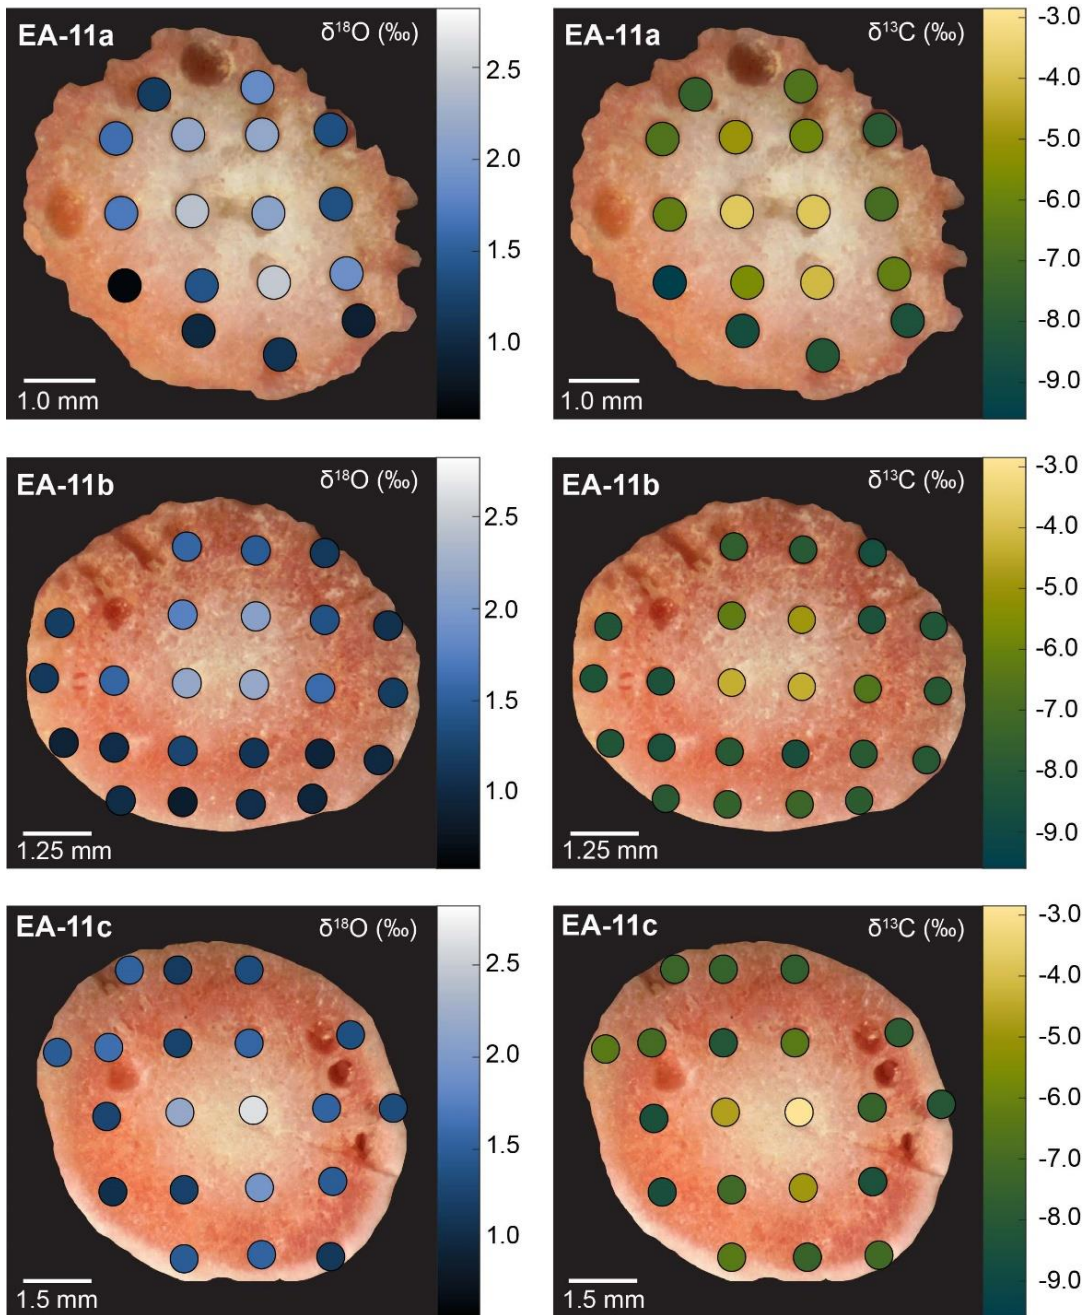 EA-11a δ¹⁸O (‰)
2.5
2.0
1.5
1.0
1.0 mm
EA-11a δ¹³C (‰)
-3.0
-4.0
-5.0
-6.0
-7.0
-8.0
-9.0
1.0 mm
EA-11b δ¹⁸O (‰)
2.5
2.0
1.5
1.0
1.25 mm
EA-11b δ¹³C (‰)
-3.0
-4.0
-5.0
-6.0
-7.0
-8.0
-9.0
1.25 mm
EA-11c δ¹⁸O (‰)
2.5
2.0
1.5
1.0
1.5 mm
EA-11c δ¹³C (‰)
-3.0
-4.0
-5.0
-6.0
-7.0
-8.0
-9.0
1.5 mm